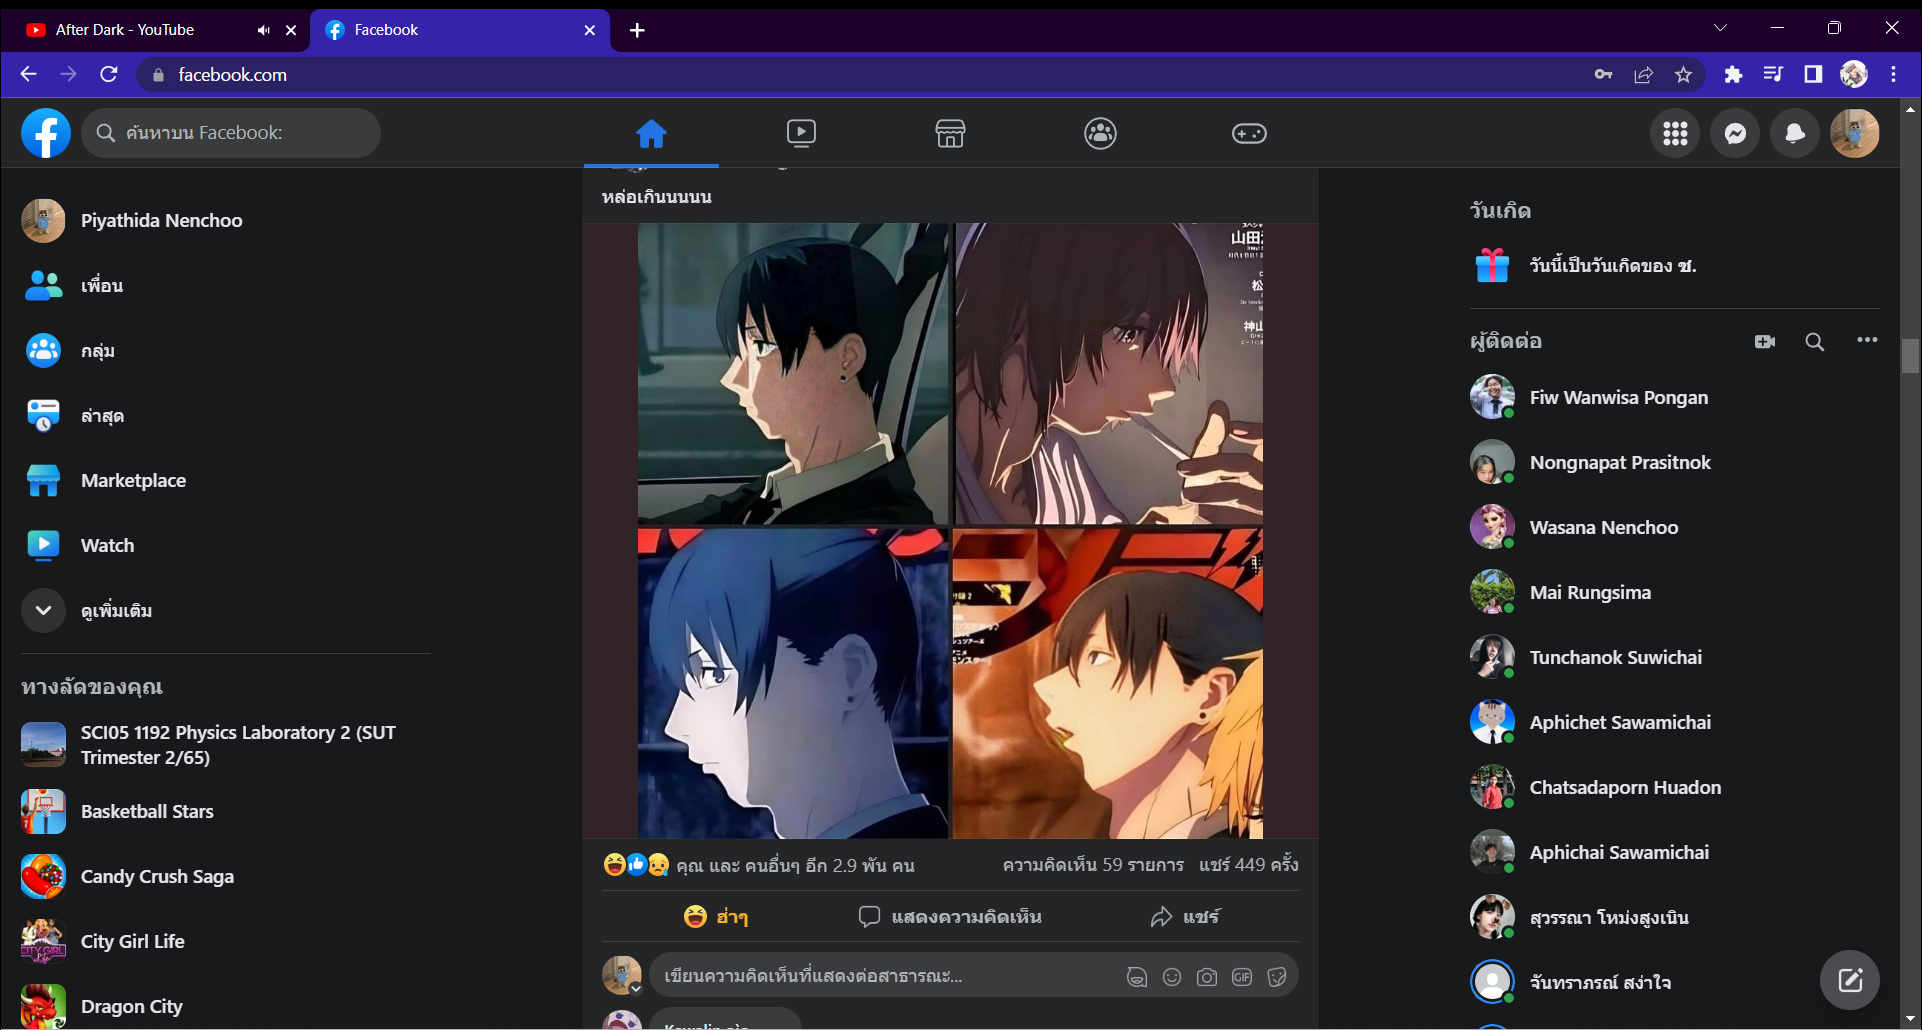 After Dark - YouTube
Facebook
facebook.com
ค้นหาบน Facebook:
Piyathida Nenchoo
เพื่อน
กลุ่ม
ล่าสุด
Marketplace
Watch
ดูเพิ่มเติม
ทางลัดของคุณ
SCI05 1192 Physics Laboratory 2 (SUT
Trimester 2/65)
Basketball Stars
Candy Crush Saga
City Girl Life
Dragon City
หล่อเกินนนนน
山田
松
神山
คุณ และ คนอื่นๆ อีก 2.9 พัน คน
ความคิดเห็น 59 รายการ แชร์ 449 ครั้ง
ฮ่าๆ
แสดงความคิดเห็น
แชร์
เขียนความคิดเห็นที่แสดงต่อสาธารณะ...
GIF
วันเกิด
วันนี้เป็นวันเกิดของ ช.
ผู้ติดต่อ
Fiw Wanwisa Pongan
Nongnapat Prasitnok
Wasana Nenchoo
Mai Rungsima
Tunchanok Suwichai
Aphichet Sawamichai
Chatsadaporn Huadon
Aphichai Sawamichai
สุวรรณา โหม่งสูงเนิน
จันทราภรณ์ สง่าใจ